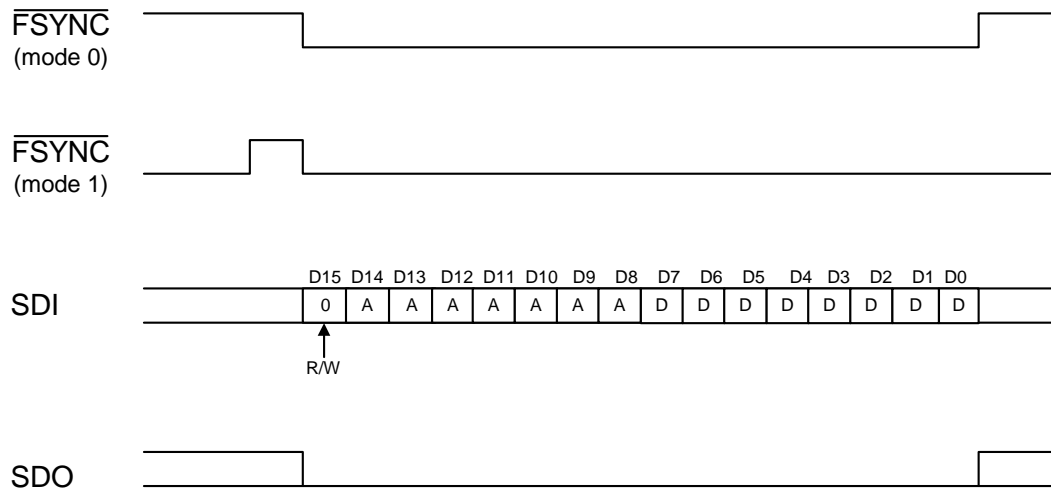 FSYNC
(mode 0)
FSYNC
(mode 1)
D15 D14 D13 D12 D11 D10 D9 D8 D7 D6 D5 D4 D3 D2 D1 D0
SDI
0 A A A A A A A D D D D D D D D
R/W
SDO